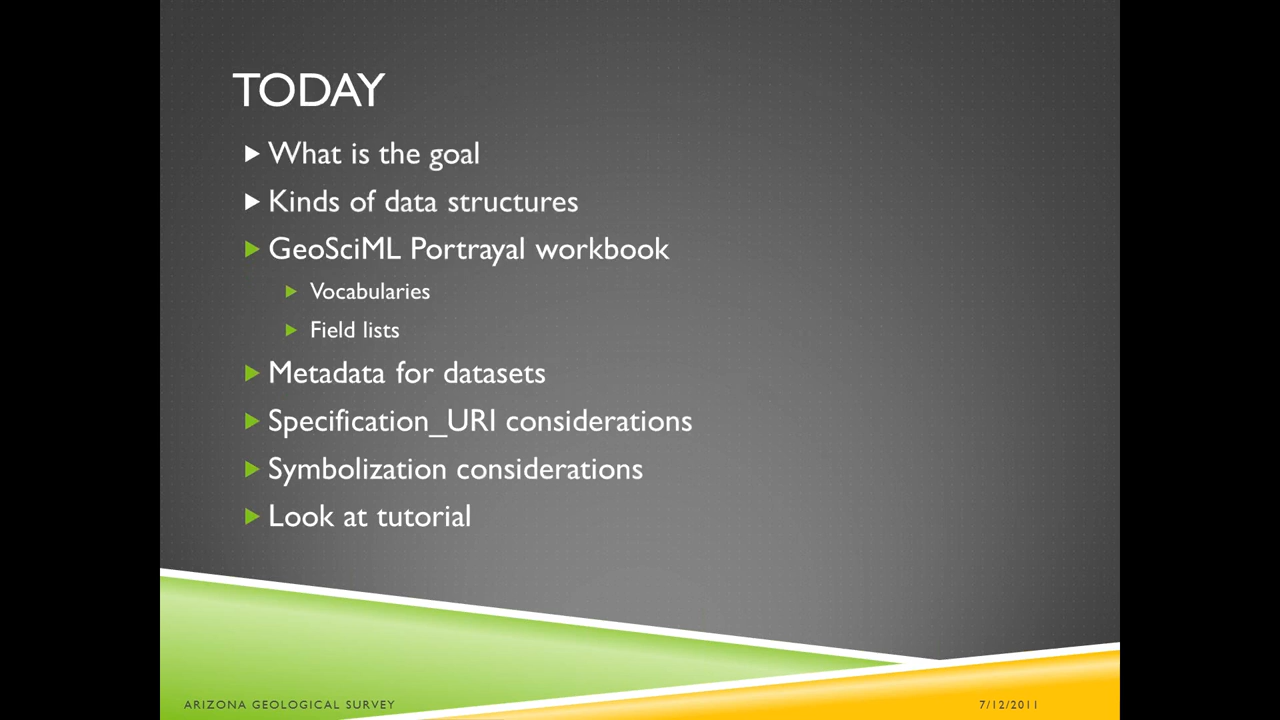 TODAY
What is the goal
Kinds of data structures
GeoSciML Portrayal workbook
Vocabularies
Field lists
Metadata for datasets
Specification_URI considerations
Symbolization considerations
Look at tutorial
ARIZONA GEOLOGICAL SURVEY
7/12/2011